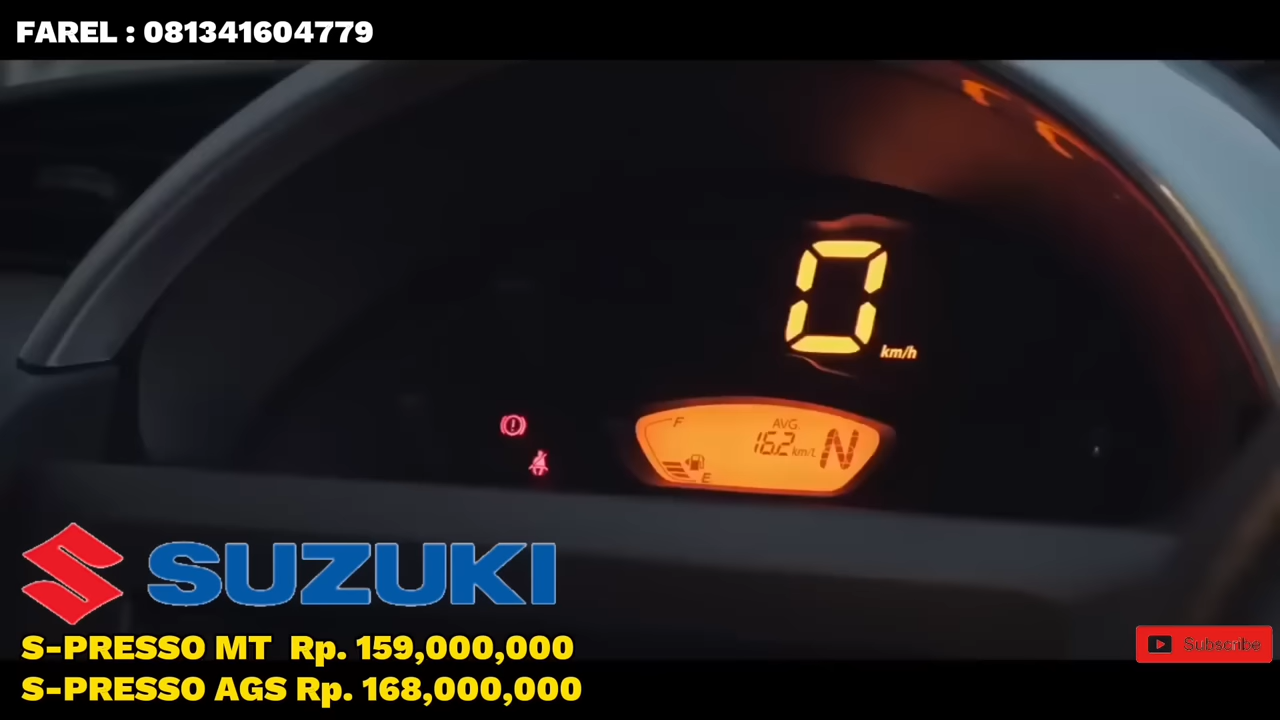 FAREL : 081341604779
0
km/h
F
AVG.
16.2 km/L N
E
SUZUKI
S-PRESSO MT Rp. 159,000,000
S-PRESSO AGS Rp. 168,000,000
Subscribe